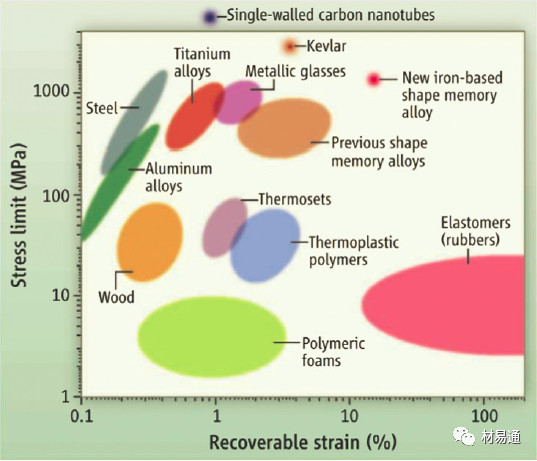 Single-walled carbon nanotubes
Titanium
alloys
Kevlar
Metallic glasses
New iron-based
shape memory
alloy
Steel
Previous shape
memory alloys
Aluminum
alloys
Thermosets
Elastomers
(rubbers)
Thermoplastic
polymers
Wood
Polymeric
foams
Stress limit (MPa)
1000
100
10
1
0.1
1
10
100
Recoverable strain (%)
材易通